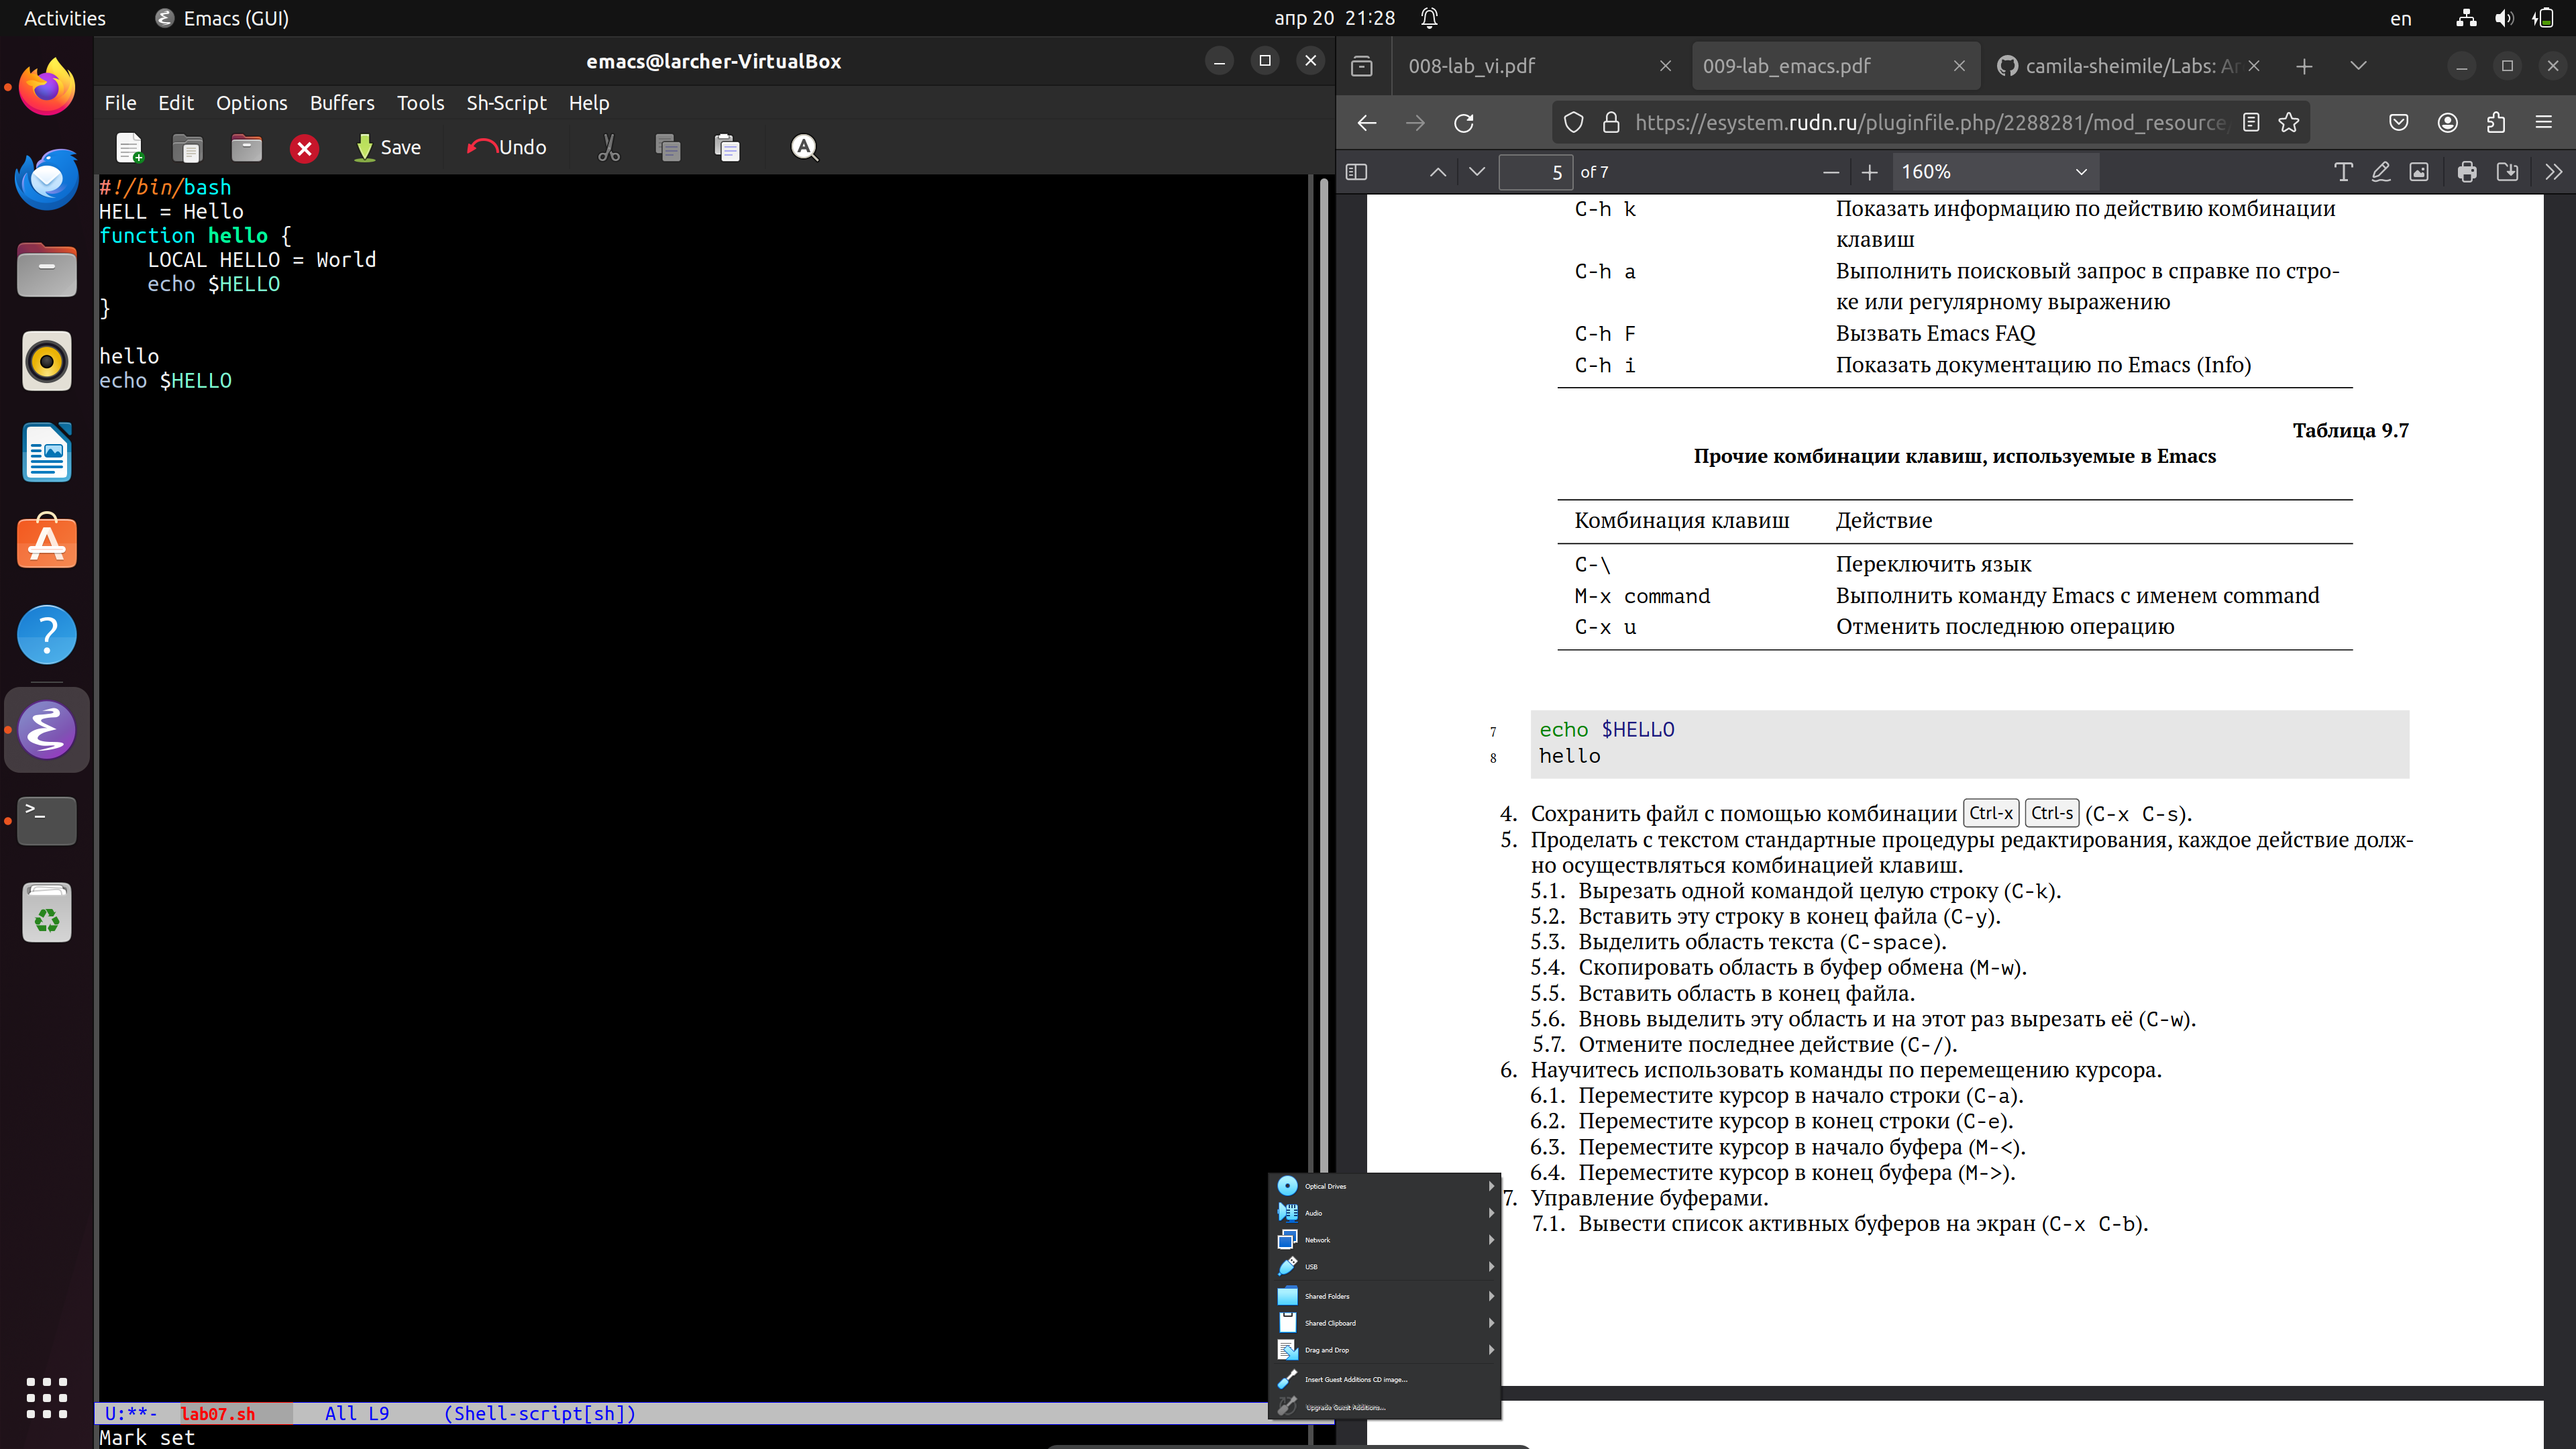 Activities
Emacs (GUI)
апр 20 21:28
en
emacs@larcher-VirtualBox
File Edit Options Buffers Tools Sh-Script Help
Save
Undo
#!/bin/bash
HELL = Hello
function hello {
LOCAL HELLO = World
echo $HELLO
}
hello
echo $HELLO
U:**- lab07.sh All L9 (Shell-script[sh])
Mark set
008-lab_vi.pdf
009-lab_emacs.pdf
camila-sheimile/Labs: Ar
https://esystem.rudn.ru/pluginfile.php/2288281/mod_resource/
5 of 7
160%
C-h k Показать информацию по действию комбинации
клавиш
C-h a Выполнить поисковый запрос в справке по стро-
ке или регулярному выражению
C-h F Вызвать Emacs FAQ
C-h i Показать документацию по Emacs (Info)
Таблица 9.7
Прочие комбинации клавиш, используемые в Emacs
Комбинация клавиш Действие
C-\ Переключить язык
M-x command Выполнить команду Emacs с именем command
C-x u Отменить последнюю операцию
7 echo $HELLO
8 hello
4. Сохранить файл с помощью комбинации Ctrl-x Ctrl-s (C-x C-s).
5. Проделать с текстом стандартные процедуры редактирования, каждое действие долж-
но осуществляться комбинацией клавиш.
5.1. Вырезать одной командой целую строку (C-k).
5.2. Вставить эту строку в конец файла (C-y).
5.3. Выделить область текста (C-space).
5.4. Скопировать область в буфер обмена (M-w).
5.5. Вставить область в конец файла.
5.6. Вновь выделить эту область и на этот раз вырезать её (C-w).
5.7. Отмените последнее действие (C-/).
6. Научитесь использовать команды по перемещению курсора.
6.1. Переместите курсор в начало строки (C-a).
6.2. Переместите курсор в конец строки (C-e).
6.3. Переместите курсор в начало буфера (M-<).
6.4. Переместите курсор в конец буфера (M->).
7. Управление буферами.
7.1. Вывести список активных буферов на экран (C-x C-b).
Optical Drives
Audio
Network
USB
Shared Folders
Shared Clipboard
Drag and Drop
Insert Guest Additions CD image...
Upgrade Guest Additions...